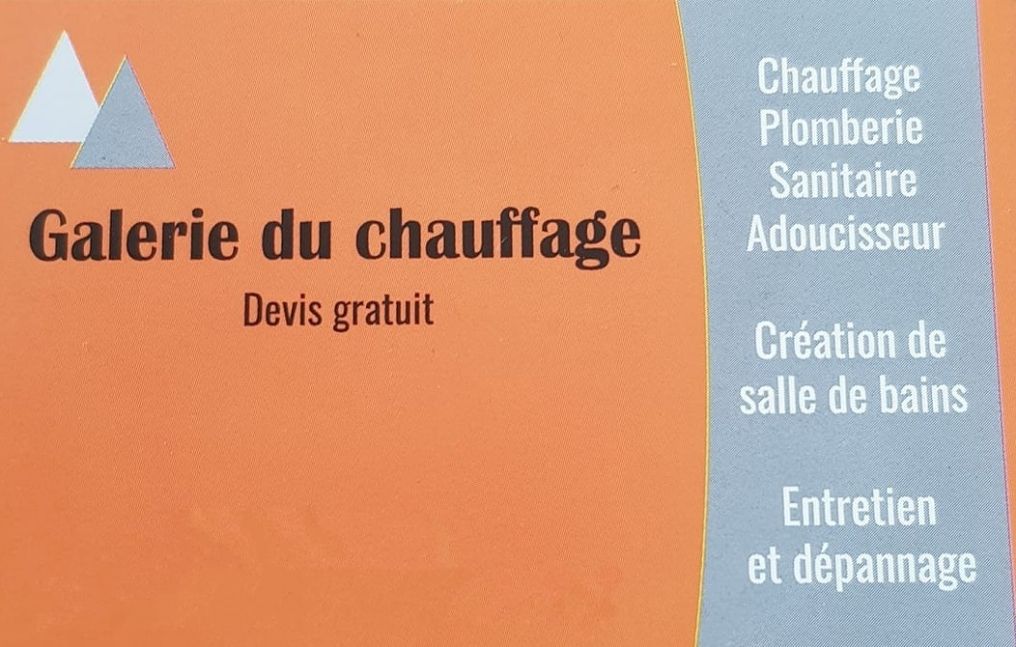 Galerie du chauffage
Devis gratuit
Chauffage
Plomberie
Sanitaire
Adoucisseur
Création de
salle de bains
Entretien
et dépannage